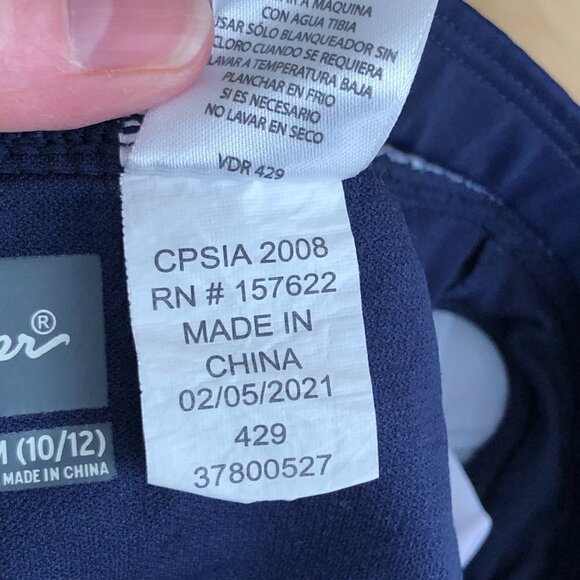 A MAQUINA
CON AGUA TIBIA
USAR SÓLO BLANQUEADOR SIN
CLORO CUANDO SE REQUIERA
LAVAR A TEMPERATURA BAJA
PLANCHAR EN FRIO
SI ES NECESARIO
NO LAVAR EN SECO
VDR 429
CPSIA 2008
RN # 157622
MADE IN
CHINA
02/05/2021
429
37800527
er®
M (10/12)
MADE IN CHINA